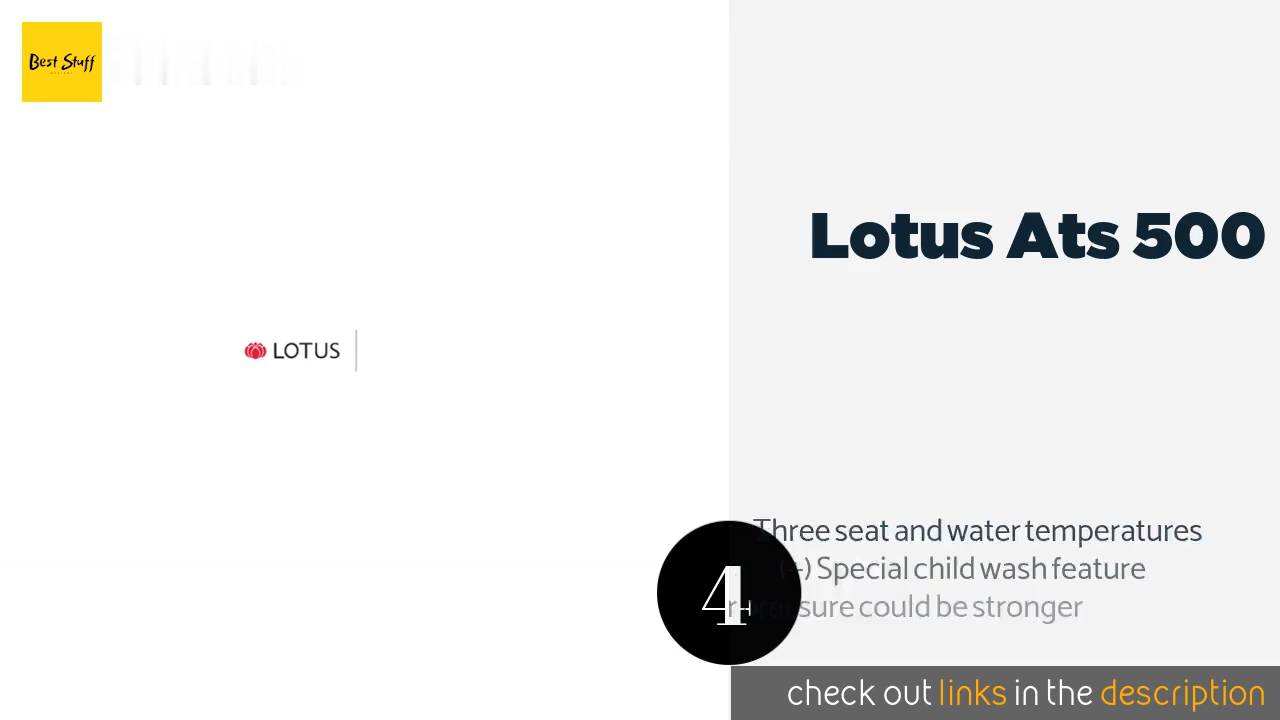 Best Stuff
Lotus Ats 500
LOTUS
Three seat and water temperatures
(+) Special child wash feature
sure could be stronger
4
check out links in the description